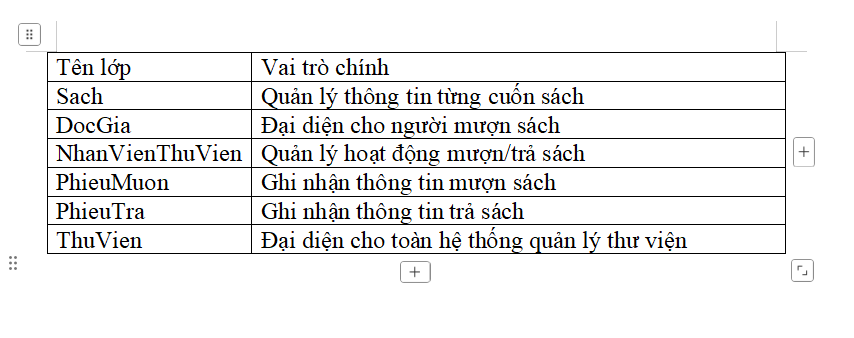 Tên lớp Vai trò chính
Sach Quản lý thông tin từng cuốn sách
DocGia Đại diện cho người mượn sách
NhanVienThuVien Quản lý hoạt động mượn/trả sách
PhieuMuon Ghi nhận thông tin mượn sách
PhieuTra Ghi nhận thông tin trả sách
ThuVien Đại diện cho toàn hệ thống quản lý thư viện